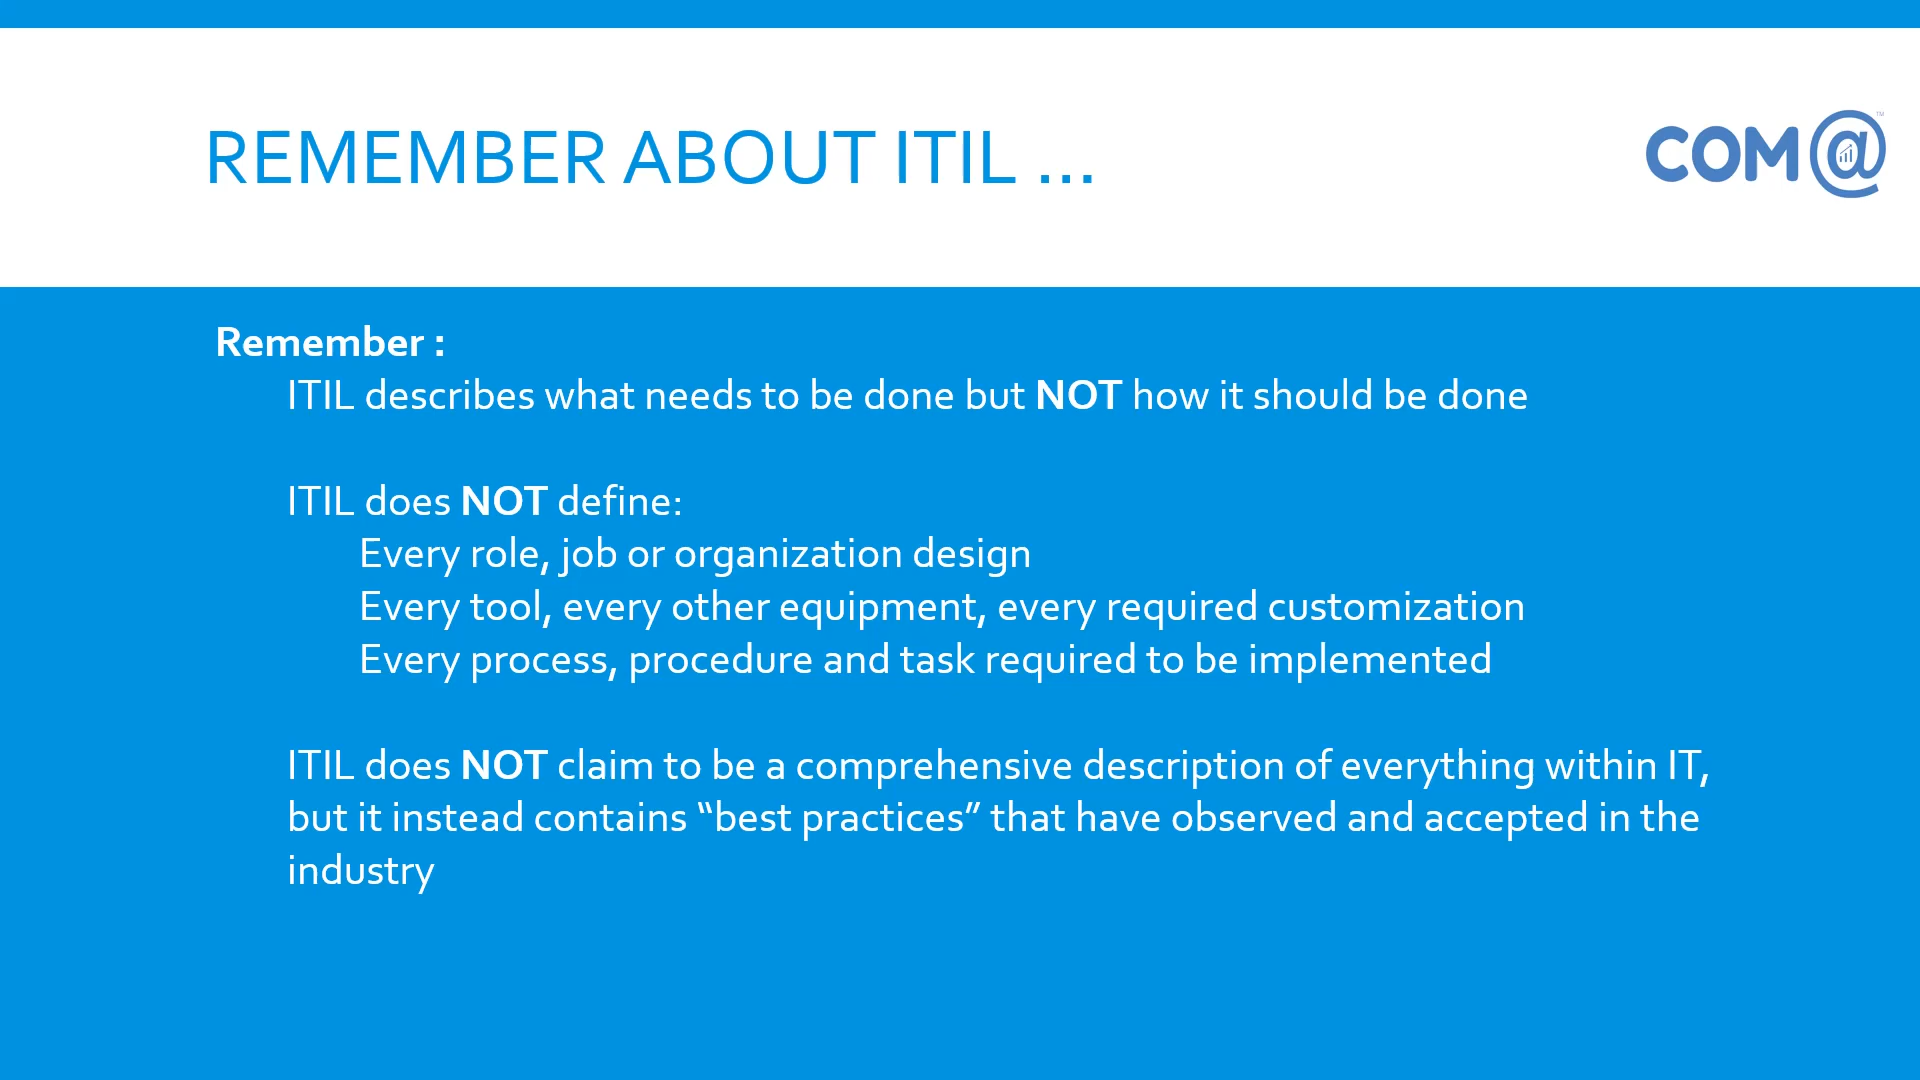 REMEMBER ABOUT ITIL ...
COM@
TM
Remember :
ITIL describes what needs to be done but NOT how it should be done
ITIL does NOT define:
Every role, job or organization design
Every tool, every other equipment, every required customization
Every process, procedure and task required to be implemented
ITIL does NOT claim to be a comprehensive description of everything within IT,
but it instead contains “best practices” that have observed and accepted in the
industry